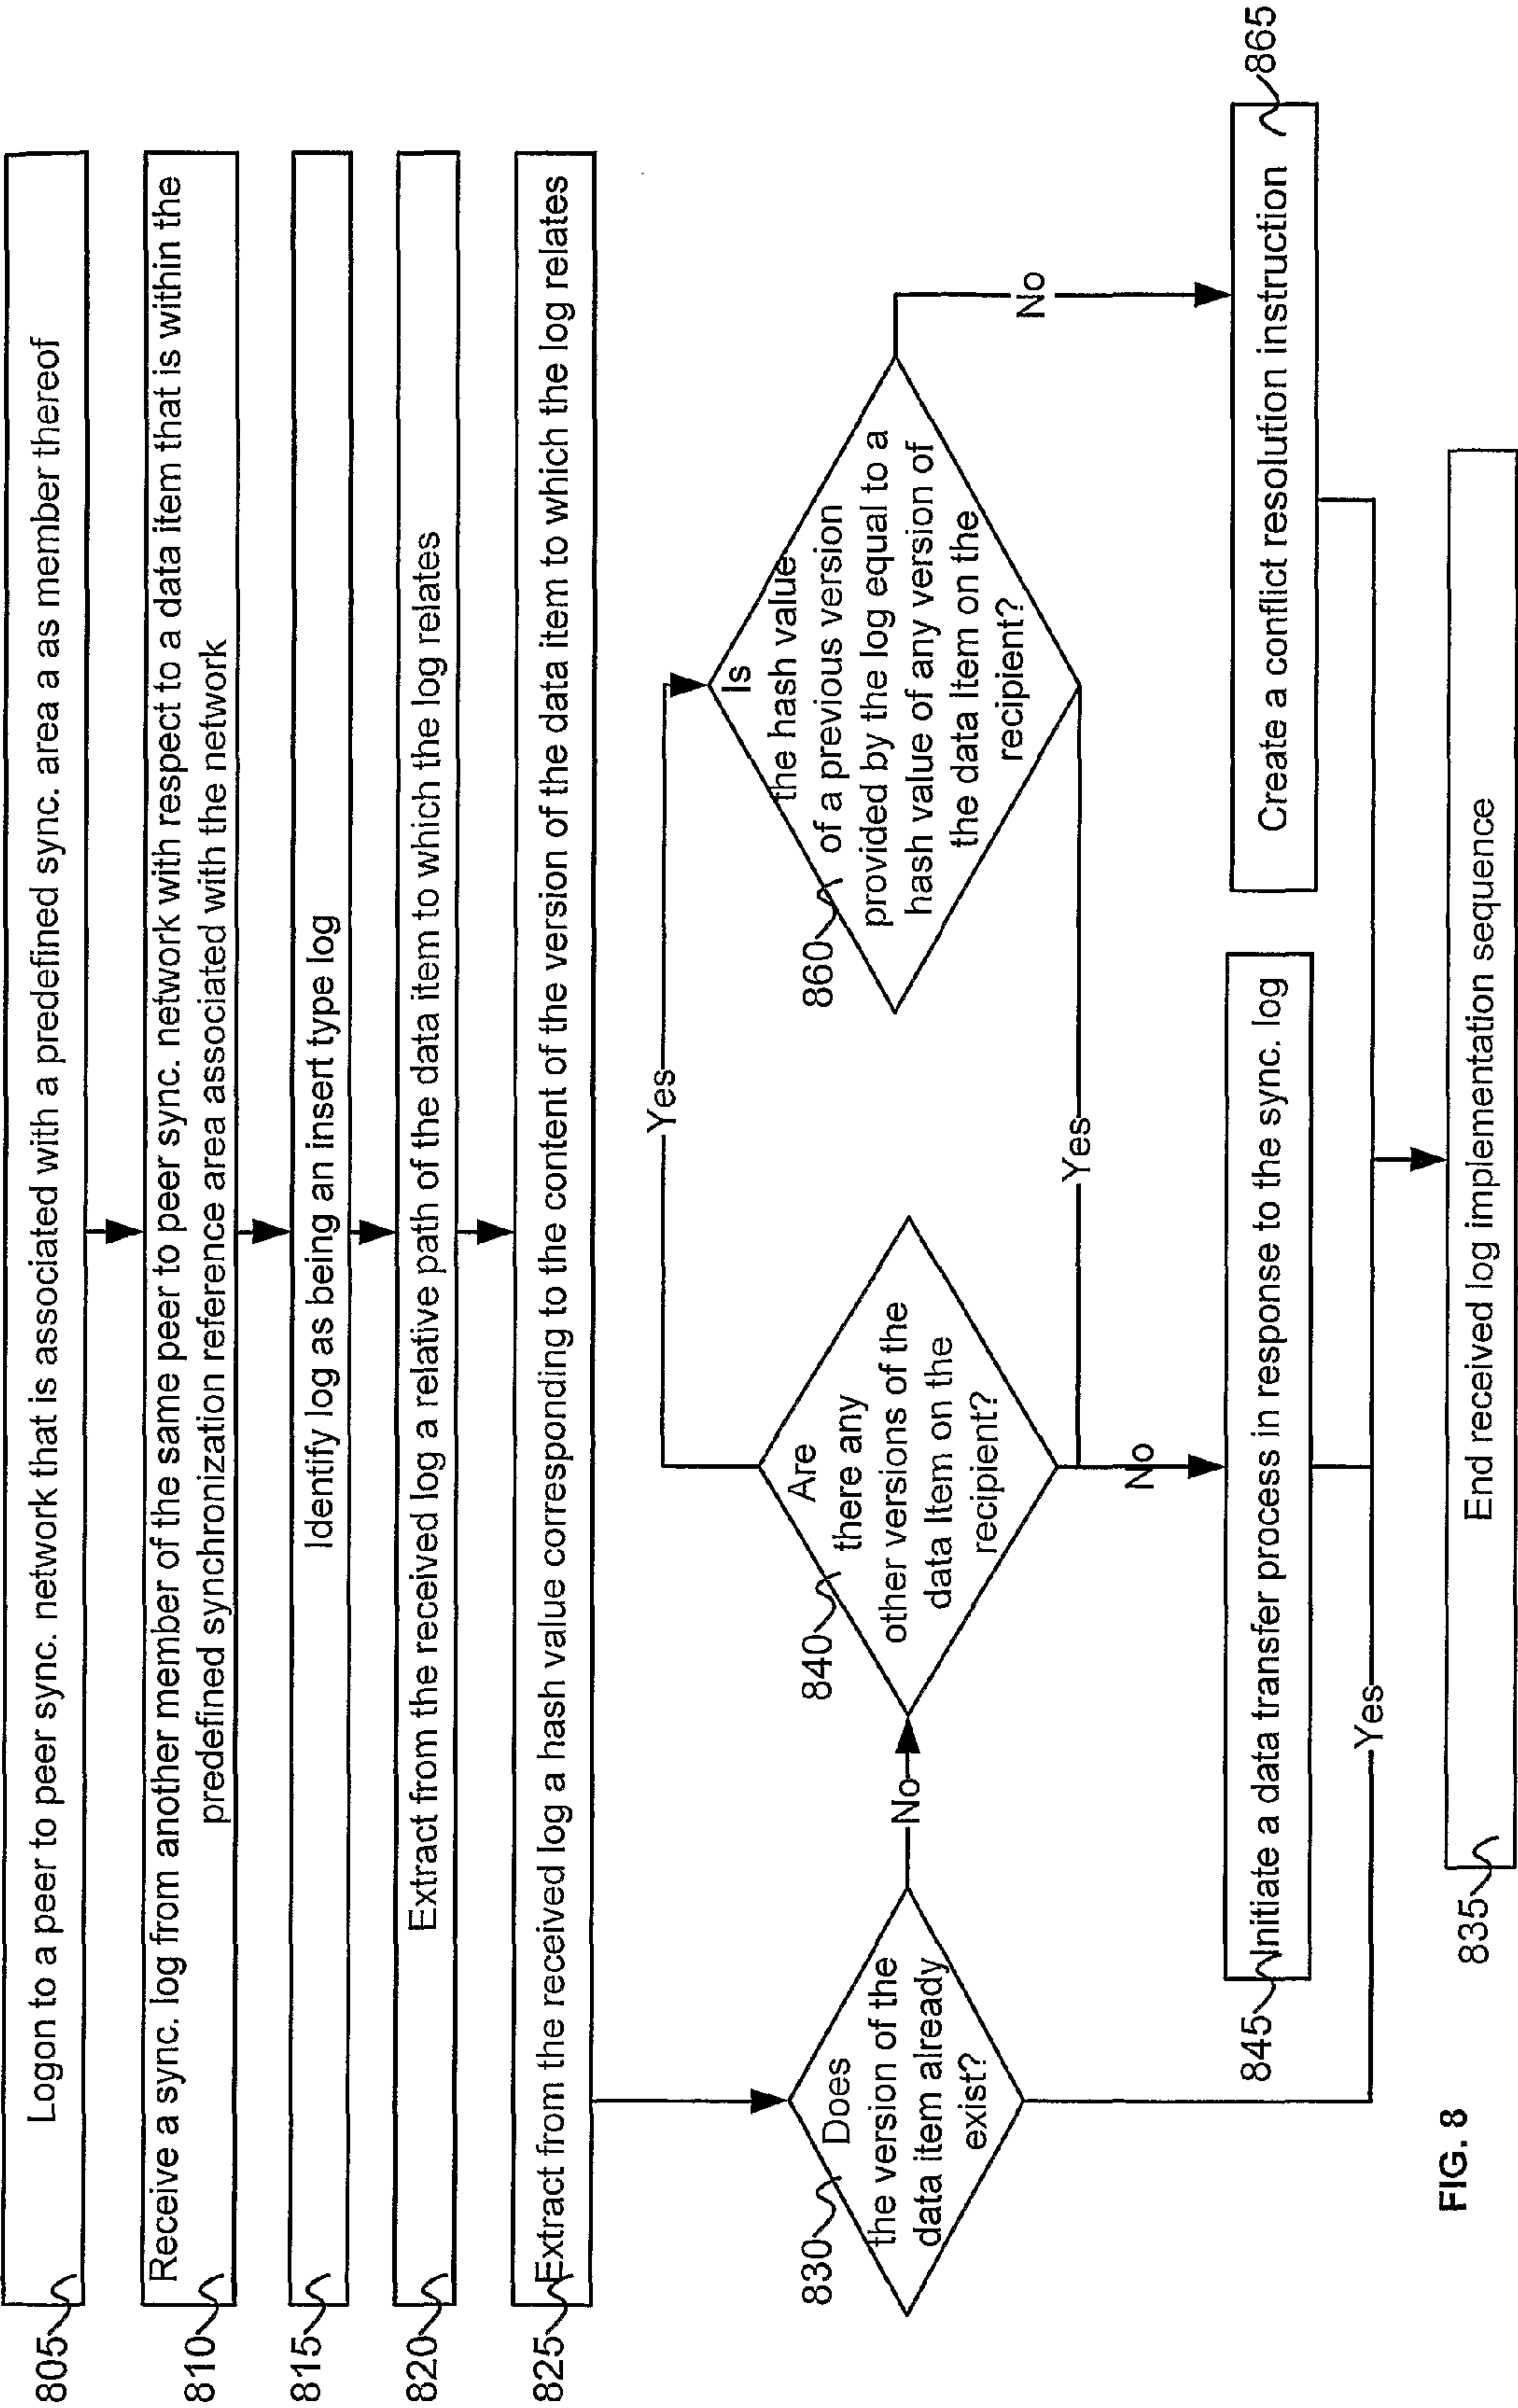 805
Logon to a peer to peer sync. network that is associated with a predefined sync. area a as member thereof
810
Receive a sync. log from another member of the same peer to peer sync. network with respect to a data item that is within the
predefined synchronization reference area associated with the network
815
Identify log as being an insert type log
820
Extract from the received log a relative path of the data item to which the log relates
825
Extract from the received log a hash value corresponding to the content of the version of the data item to which the log relates
830
Does
the version of the
data item already
exist?
No
840
Are
there any
other versions of the
data Item on the
recipient?
Yes
860
Is
the hash value
of a previous version
provided by the log equal to a
hash value of any version of
the data Item on the
recipient?
No
Yes
No
845
Initiate a data transfer process in response to the sync. log
Create a conflict resolution instruction
865
Yes
835
End received log implementation sequence
FIG. 8